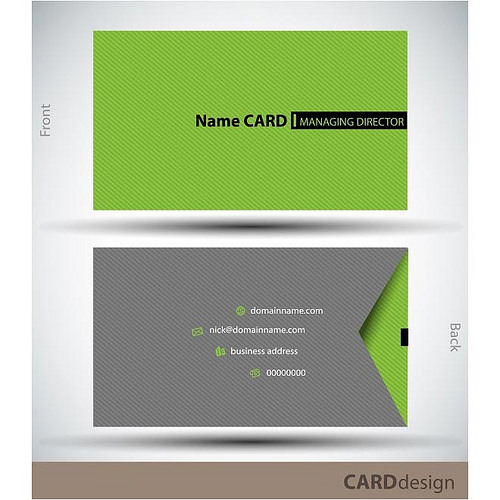 Front
Name CARD MANAGING DIRECTOR
domainname.com
nick@domainname.com
business address
00000000
Back
CARDdesign